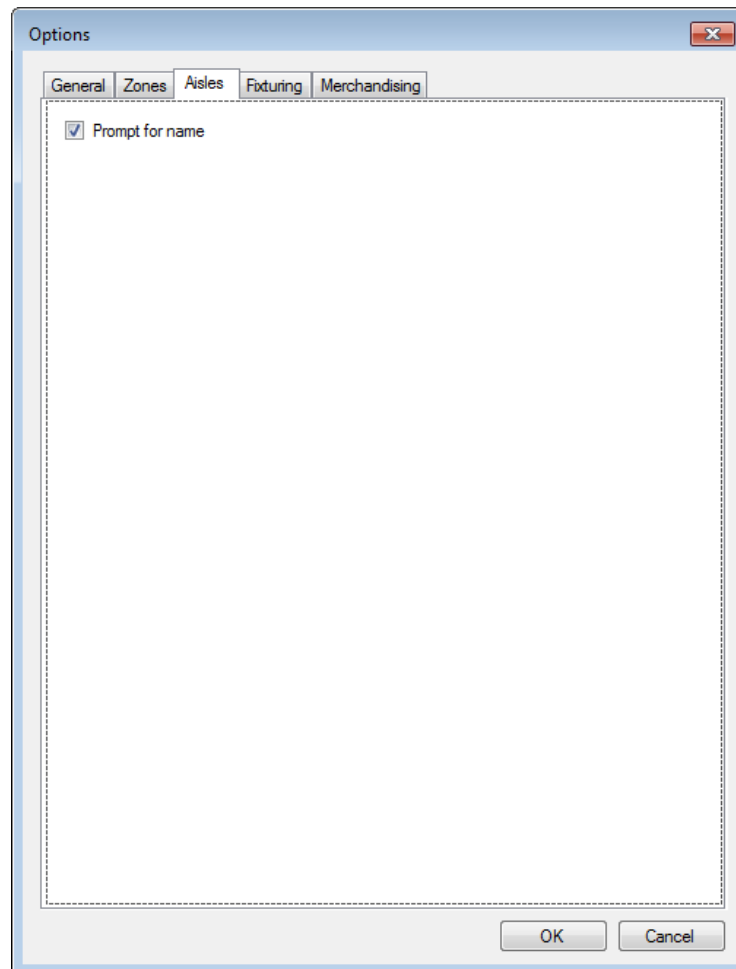 Options
General Zones Aisles Fixturing Merchandising
Prompt for name
OK Cancel